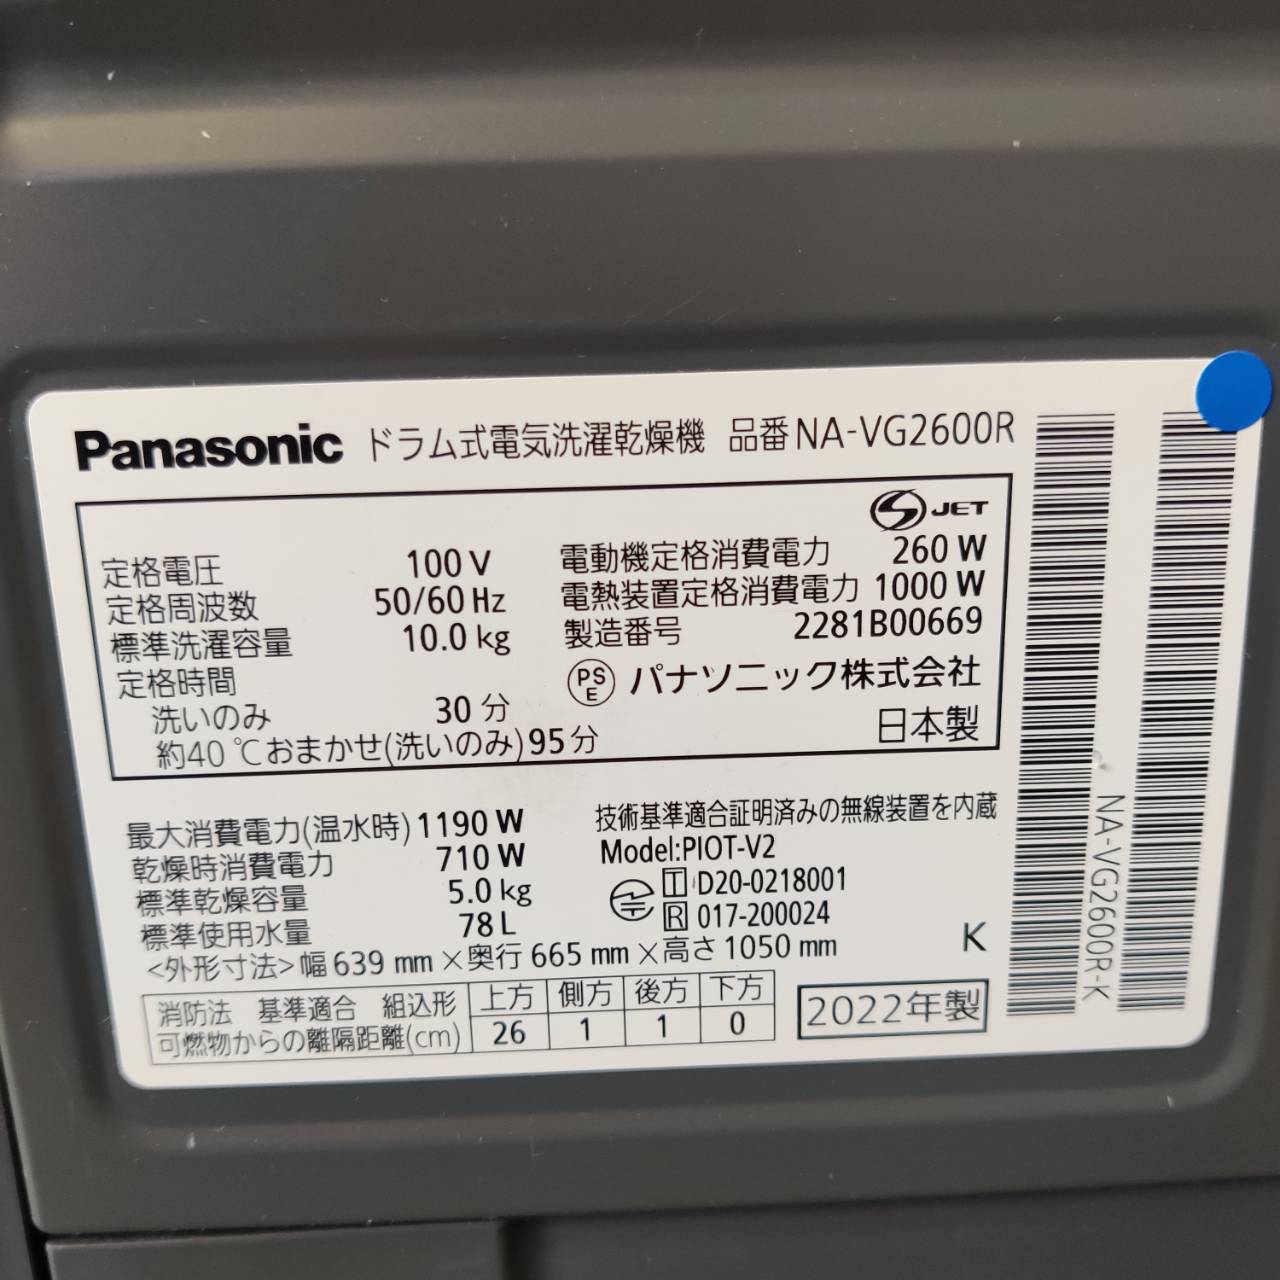 Panasonic ドラム式電気洗濯乾燥機 品番 NA-VG2600R
JET
定格電圧 100 V 電動機定格消費電力 260 W
定格周波数 50/60 Hz 電熱装置定格消費電力 1000 W
標準洗濯容量 10.0 kg 製造番号 2281B00669
定格時間 PS E パナソニック株式会社
洗いのみ 30 分 日本製
約40℃おまかせ(洗いのみ) 95分
最大消費電力(温水時) 1190 W 技術基準適合証明済みの無線装置を内蔵
乾燥時消費電力 710 W Model:PIOT-V2
標準乾燥容量 5.0 kg T D20-0218001
標準使用水量 78 L R 017-200024
<外形寸法>幅 639 mm×奥行 665 mm×高さ 1050 mm K
消防法 基準適合 組込形 上方 側方 後方 下方
可燃物からの離隔距離(cm) 26 1 1 0
2022年製
NA-VG2600R-K